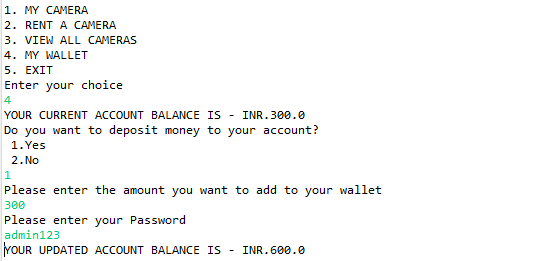 1. MY CAMERA
2. RENT A CAMERA
3. VIEW ALL CAMERAS
4. MY WALLET
5. EXIT
Enter your choice
4
YOUR CURRENT ACCOUNT BALANCE IS - INR.300.0
Do you want to deposit money to your account?
1.Yes
2.No
1
Please enter the amount you want to add to your wallet
300
Please enter your Password
admin123
YOUR UPDATED ACCOUNT BALANCE IS - INR.600.0